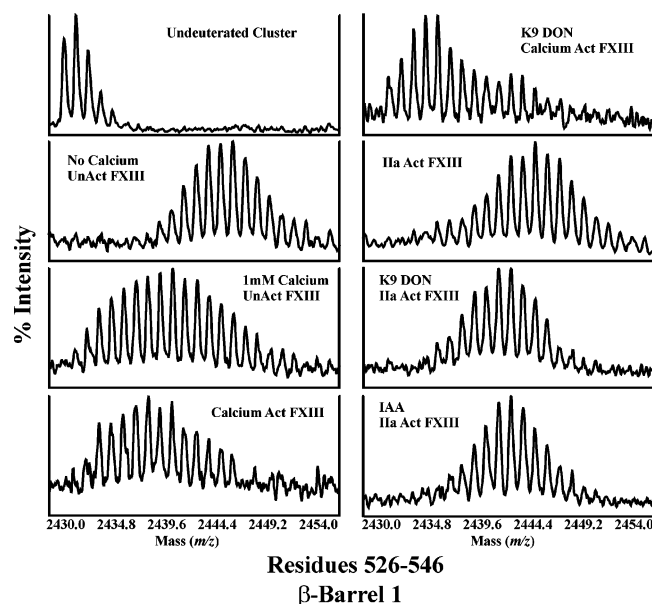 Undeuterated Cluster
K9 DON
Calcium Act FXIII
No Calcium
UnAct FXIII
IIa Act FXIII
1mM Calcium
UnAct FXIII
K9 DON
IIa Act FXIII
Calcium Act FXIII
IAA
IIa Act FXIII
% Intensity
2430.0 2434.8 2439.6 2444.4 2449.2 2454.0
2430.0 2434.8 2439.6 2444.4 2449.2 2454.0
Mass (m/z)
Mass (m/z)
Residues 526-546
β-Barrel 1